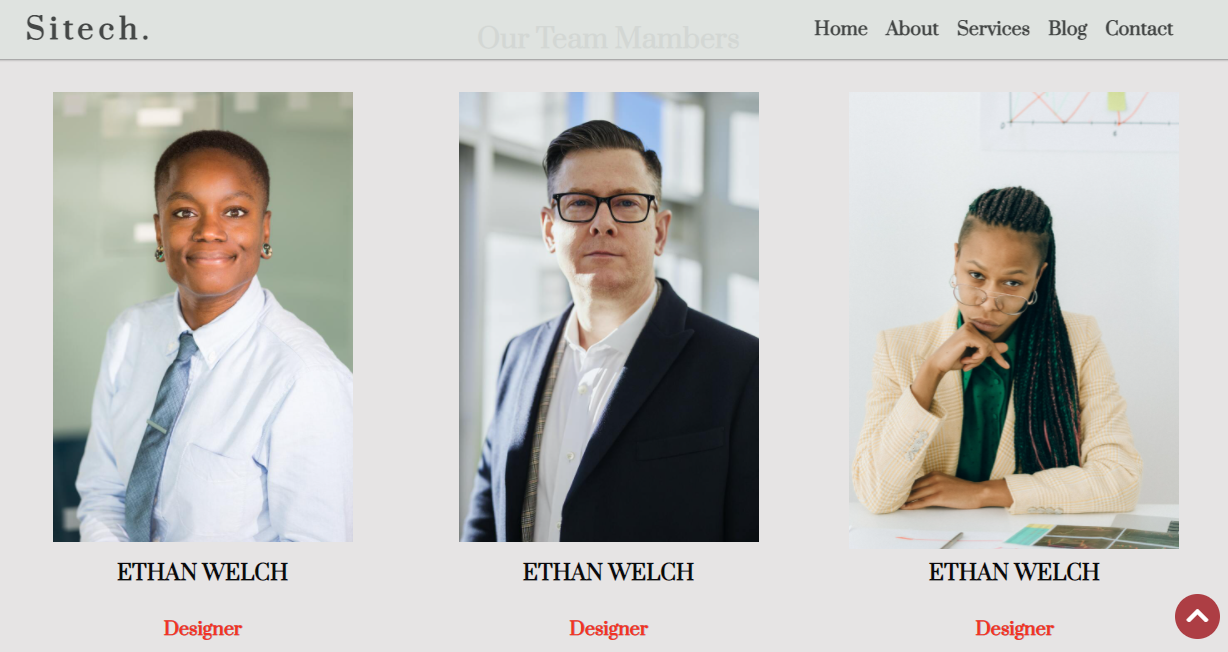 Sitech.
Our Team Mambers
Home About Services Blog Contact
ETHAN WELCH
ETHAN WELCH
ETHAN WELCH
Designer
Designer
Designer